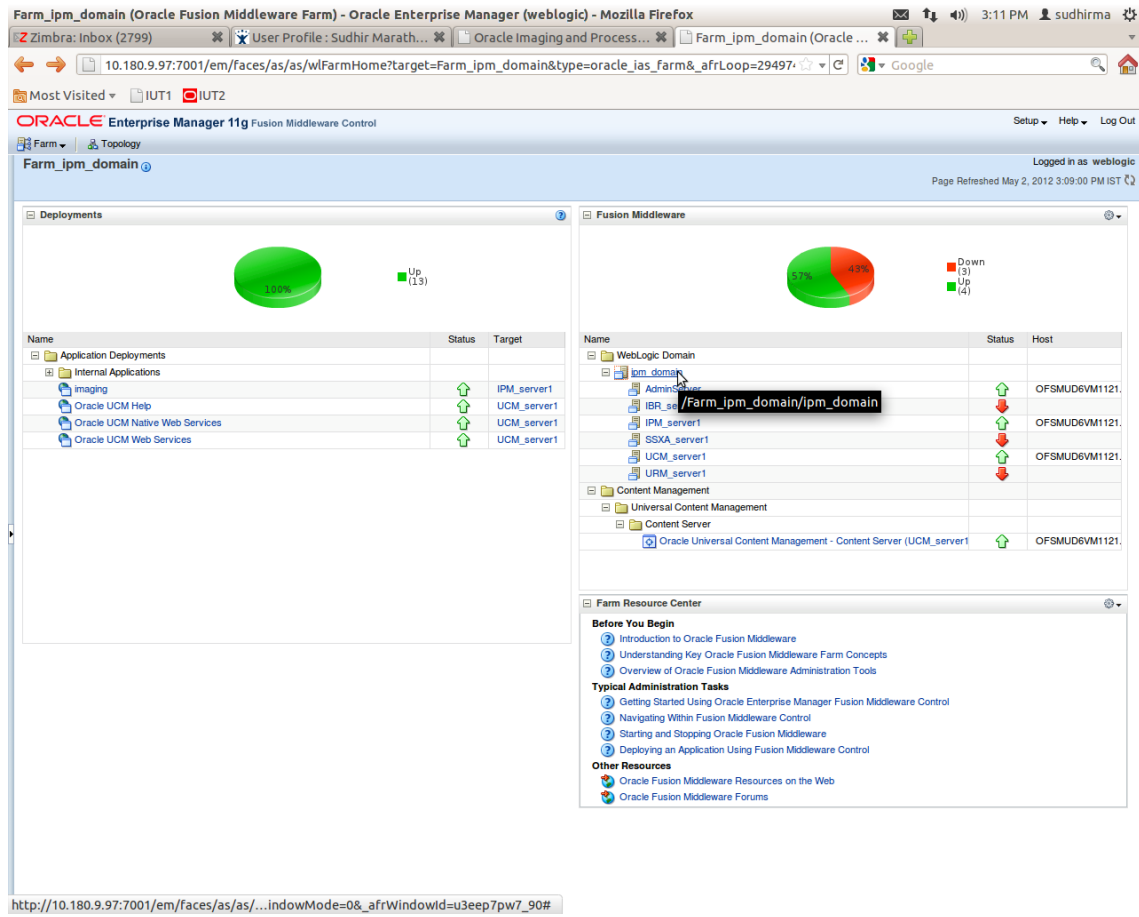 Farm_ipm_domain (Oracle Fusion Middleware Farm) - Oracle Enterprise Manager (weblogic) - Mozilla Firefox
3:11 PM sudhirma
Zimbra: Inbox (2799)
User Profile : Sudhir Marath...
Oracle Imaging and Process...
Farm_ipm_domain (Oracle ...
10.180.9.97:7001/em/faces/as/as/wlFarmHome?target=Farm_ipm_domain&type=oracle_ias_farm&_afrLoop=29497
Google
Most Visited
IUT1
IUT2
ORACLE Enterprise Manager 11g Fusion Middleware Control
Setup Help Log Out
Farm Topology
Farm_ipm_domain
Logged in as weblogic
Page Refreshed May 2, 2012 3:09:00 PM IST
Deployments
100%
Up
(13)
Name Status Target
Application Deployments
Internal Applications
imaging IPM_server1
Oracle UCM Help UCM_server1
Oracle UCM Native Web Services UCM_server1
Oracle UCM Web Services UCM_server1
Fusion Middleware
57% 43%
Down
(3)
Up
(4)
Name Status Host
WebLogic Domain
ipm_domain
AdminServer OFSMUD6VM1121.
/Farm_ipm_domain/ipm_domain
IBR_se
IPM_server1 OFSMUD6VM1121.
SSXA_server1
UCM_server1 OFSMUD6VM1121.
URM_server1
Content Management
Universal Content Management
Content Server
Oracle Universal Content Management - Content Server (UCM_server1 OFSMUD6VM1121.
Farm Resource Center
Before You Begin
Introduction to Oracle Fusion Middleware
Understanding Key Oracle Fusion Middleware Farm Concepts
Overview of Oracle Fusion Middleware Administration Tools
Typical Administration Tasks
Getting Started Using Oracle Enterprise Manager Fusion Middleware Control
Navigating Within Fusion Middleware Control
Starting and Stopping Oracle Fusion Middleware
Deploying an Application Using Fusion Middleware Control
Other Resources
Oracle Fusion Middleware Resources on the Web
Oracle Fusion Middleware Forums
http://10.180.9.97:7001/em/faces/as/as/...indowMode=0&_afrWindowId=u3eep7pw7_90#